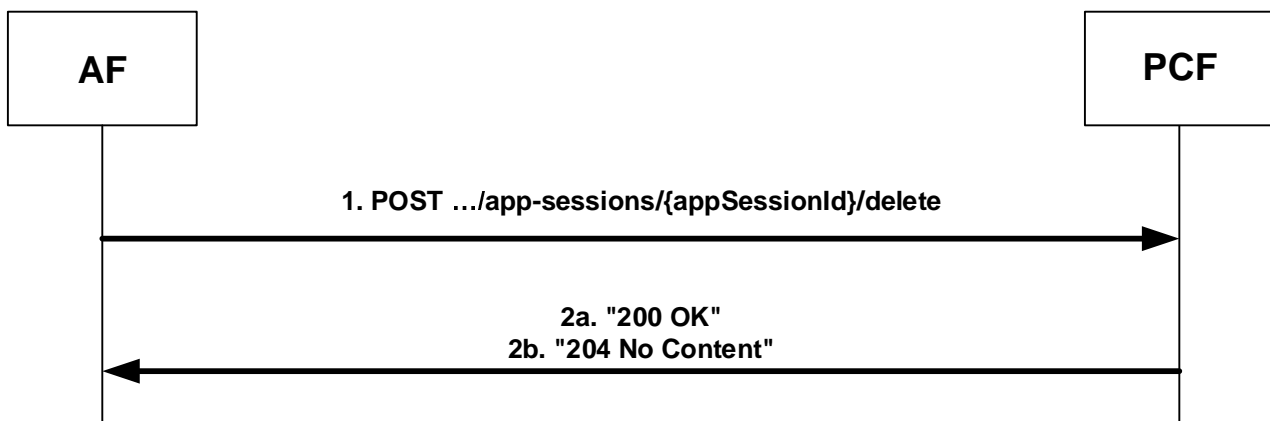 AF
PCF
1. POST …/app-sessions/{appSessionId}/delete
2a. "200 OK"
2b. "204 No Content"